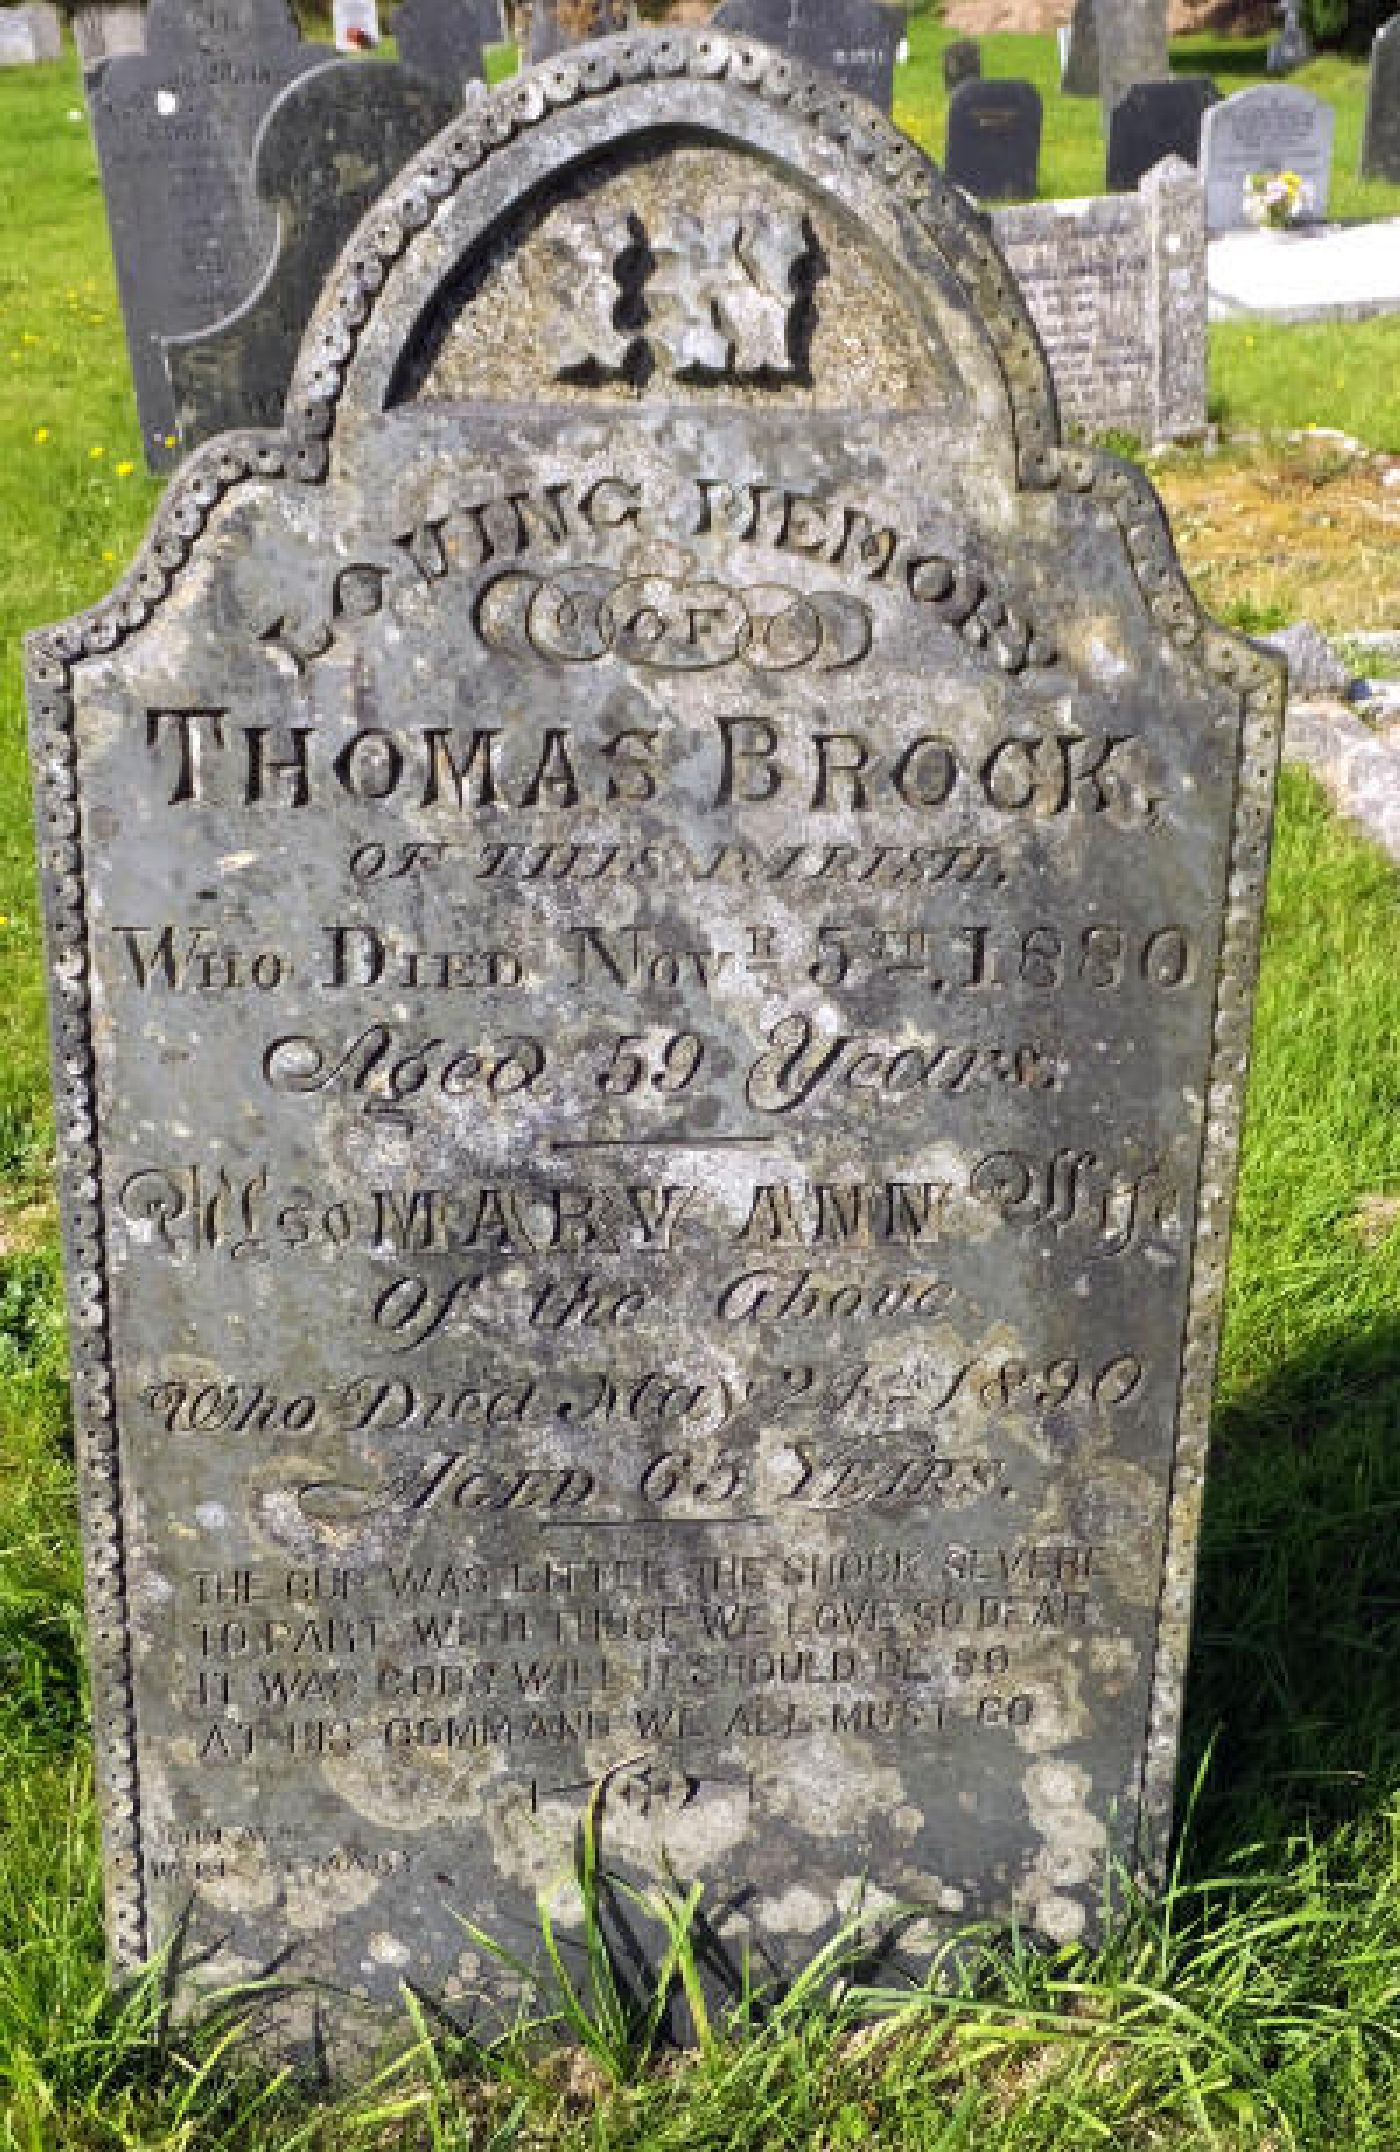 IN
LOVING MEMORY
OF
THOMAS BROCK,
OF THIS PARISH,
WHO DIED NOVR 5TH, 1880
Aged 59 Years.
Also MARY ANN Wife
Of the Above
Who Died May 1890
AGED 65 YEARS.
THE CUP WAS BITTER THE SHOCK SEVERE
TO PART WITH THOSE WE LOVE SO DEAR
IT WAS GODS WILL IT SHOULD BE SO
AT HIS COMMAND WE ALL MUST GO
JOHN